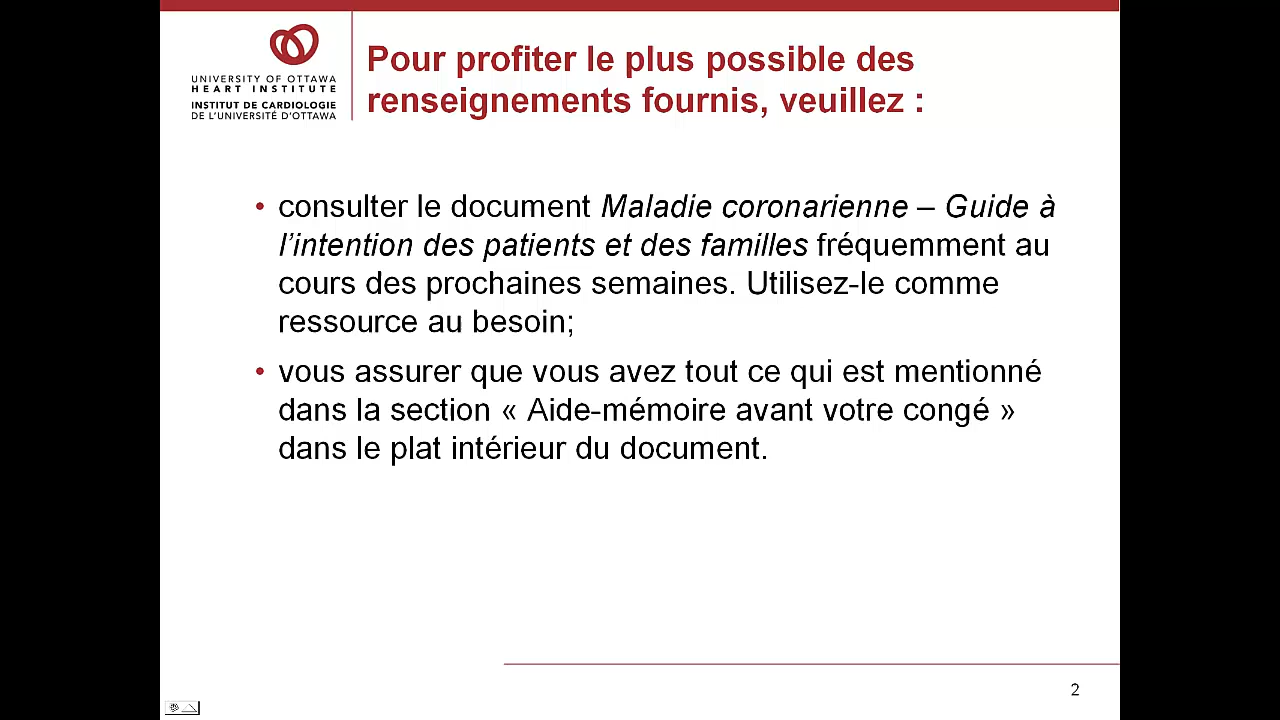 UNIVERSITY OF OTTAWA
HEART INSTITUTE
INSTITUT DE CARDIOLOGIE
DE L'UNIVERSITÉ D'OTTAWA
Pour profiter le plus possible des
renseignements fournis, veuillez :
• consulter le document Maladie coronarienne – Guide à
l’intention des patients et des familles fréquemment au
cours des prochaines semaines. Utilisez-le comme
ressource au besoin;
• vous assurer que vous avez tout ce qui est mentionné
dans la section « Aide-mémoire avant votre congé »
dans le plat intérieur du document.
2